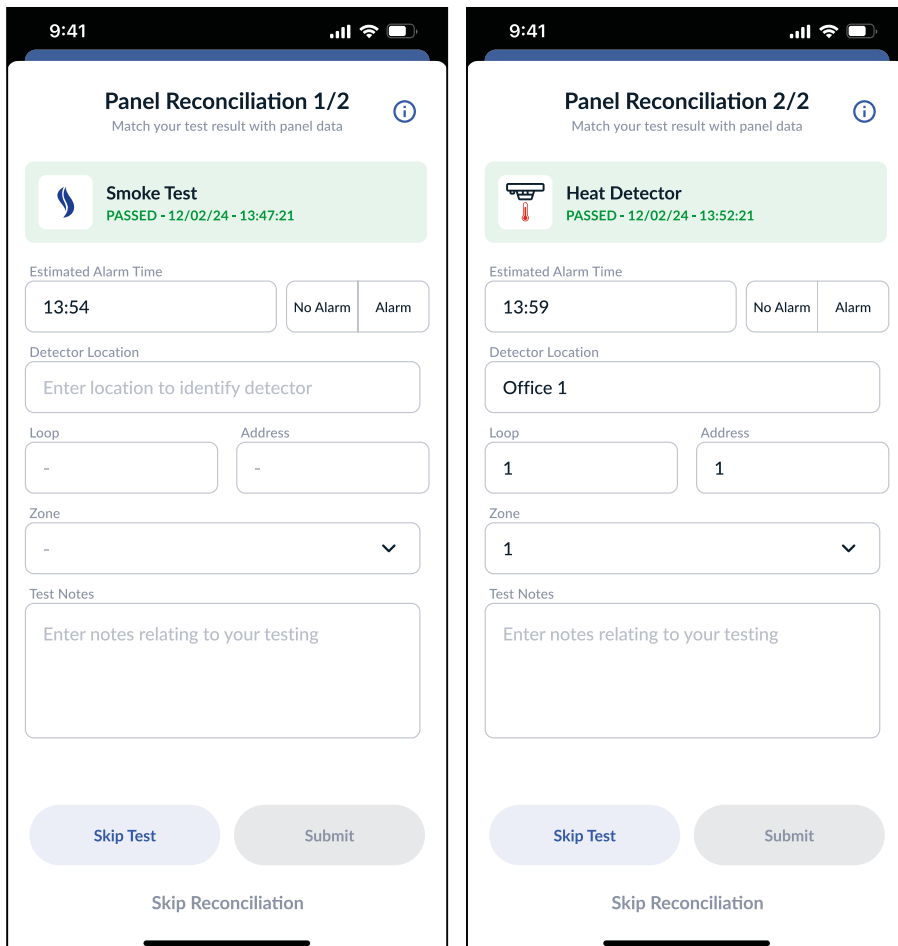 9:41
Panel Reconciliation 1/2
Match your test result with panel data
Smoke Test
PASSED - 12/02/24 - 13:47:21
Estimated Alarm Time
13:54
No Alarm
Alarm
Detector Location
Enter location to identify detector
Loop
Address
-
-
Zone
-
Test Notes
Enter notes relating to your testing
Skip Test
Submit
Skip Reconciliation
9:41
Panel Reconciliation 2/2
Match your test result with panel data
Heat Detector
PASSED - 12/02/24 - 13:52:21
Estimated Alarm Time
13:59
No Alarm
Alarm
Detector Location
Office 1
Loop
Address
1
1
Zone
1
Test Notes
Enter notes relating to your testing
Skip Test
Submit
Skip Reconciliation